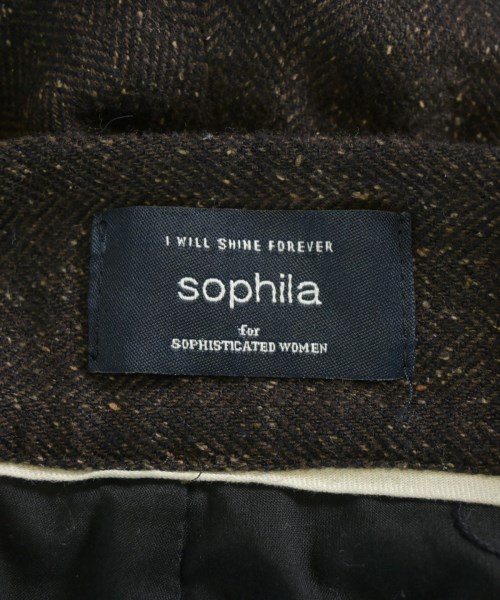 I WILL SHINE FOREVER
sophila
for
SOPHISTICATED WOMEN